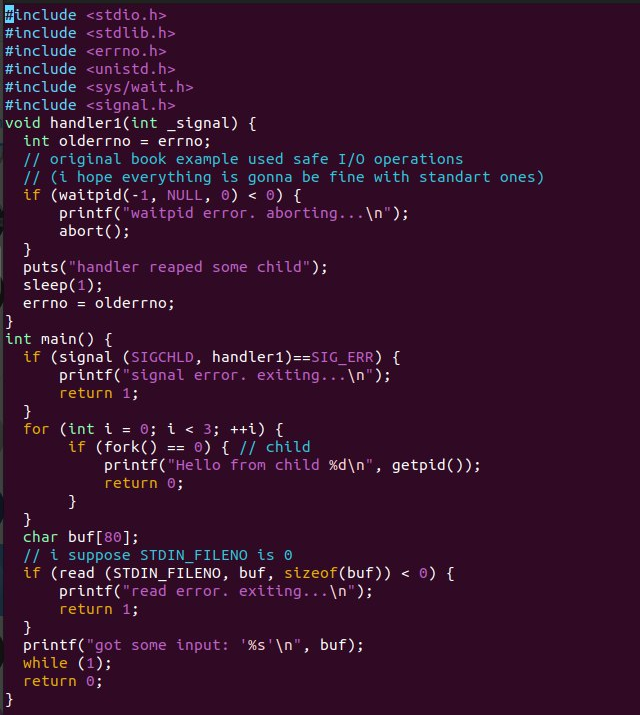 #include <stdio.h>
#include <stdlib.h>
#include <errno.h>
#include <unistd.h>
#include <sys/wait.h>
#include <signal.h>
void handler1(int _signal) {
  int olderrno = errno;
  // original book example used safe I/O operations
  // (i hope everything is gonna be fine with standart ones)
  if (waitpid(-1, NULL, 0) < 0) {
      printf("waitpid error. aborting...\n");
      abort();
  }
  puts("handler reaped some child");
  sleep(1);
  errno = olderrno;
}
int main() {
  if (signal (SIGCHLD, handler1)==SIG_ERR) {
      printf("signal error. exiting...\n");
      return 1;
  }
  for (int i = 0; i < 3; ++i) {
       if (fork() == 0) { // child
           printf("Hello from child %d\n", getpid());
           return 0;
       }
  }
  char buf[80];
  // i suppose STDIN_FILENO is 0
  if (read (STDIN_FILENO, buf, sizeof(buf)) < 0) {
      printf("read error. exiting...\n");
      return 1;
  }
  printf("got some input: '%s'\n", buf);
  while (1);
  return 0;
}